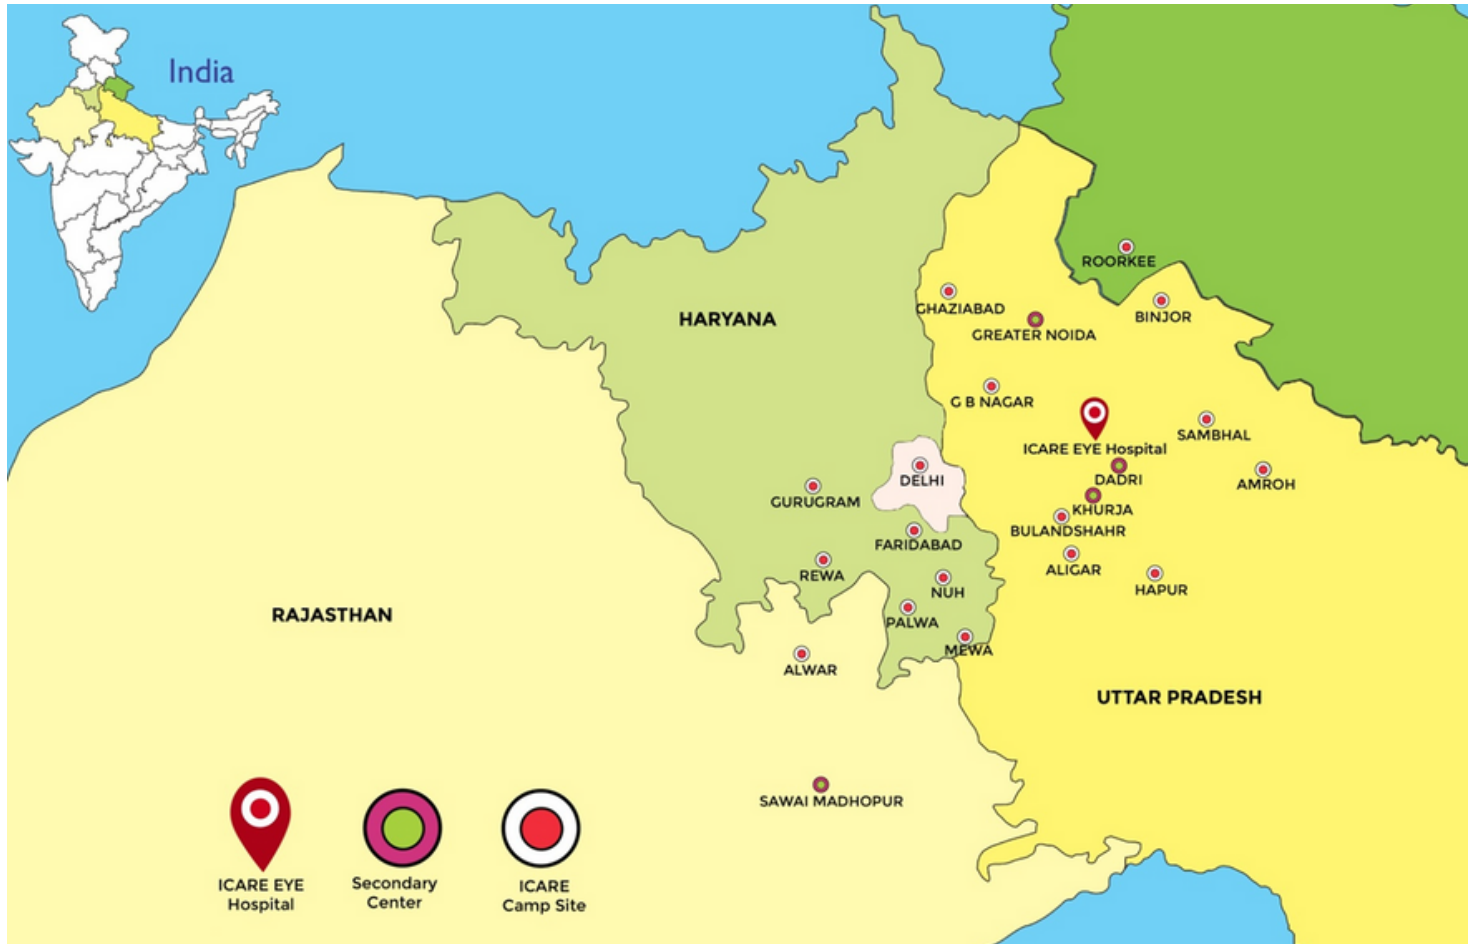 India
ROORKEE
GHAZIABAD
BINJOR
HARYANA
GREATER NOIDA
G B NAGAR
SAMBHAL
ICARE EYE Hospital
DELHI
DADRI
AMROH
GURUGRAM
KHURJA
BULANDSHAHR
FARIDABAD
ALIGAR
REWA
HAPUR
NUH
RAJASTHAN
PALWA
MEWA
ALWAR
UTTAR PRADESH
SAWAI MADHOPUR
ICARE EYE
Hospital
Secondary
Center
ICARE
Camp Site